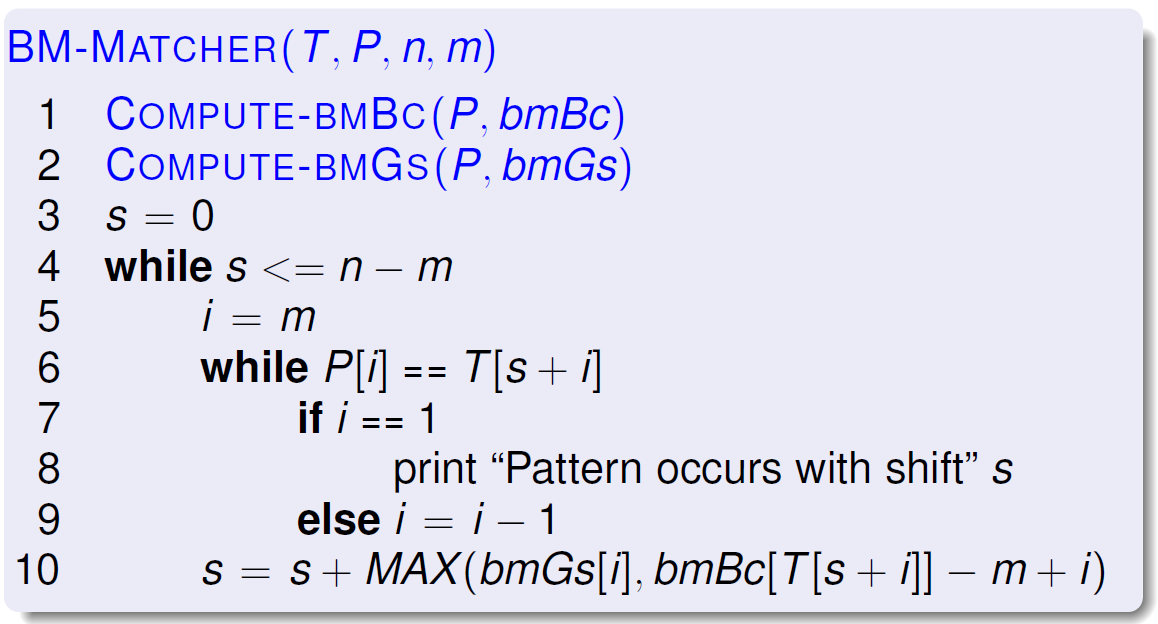 BM-MATCHER(T, P, n, m)
1 COMPUTE-BMBC(P, bmBc)
2 COMPUTE-BMGS(P, bmGs)
3 s = 0
4 while s <= n − m
5 i = m
6 while P[i] == T[s + i]
7 if i == 1
8 print “Pattern occurs with shift” s
9 else i = i − 1
10 s = s + MAX(bmGs[i], bmBc[T[s + i]] − m + i)